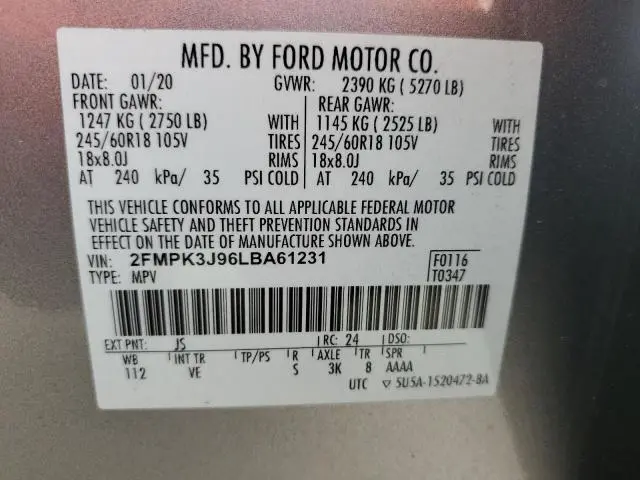 MFD. BY FORD MOTOR CO.
DATE: 01/20 GVWR: 2390 KG ( 5270 LB)
FRONT GAWR: REAR GAWR:
1247 KG ( 2750 LB) WITH 1145 KG ( 2525 LB) WITH
245/60R18 105V TIRES 245/60R18 105V TIRES
18x8.0J RIMS 18x8.0J RIMS
AT 240 kPa/ 35 PSI COLD AT 240 kPa/ 35 PSI COLD
THIS VEHICLE CONFORMS TO ALL APPLICABLE FEDERAL MOTOR
VEHICLE SAFETY AND THEFT PREVENTION STANDARDS IN
EFFECT ON THE DATE OF MANUFACTURE SHOWN ABOVE.
VIN: 2FMPK3J96LBA61231 F0116
TYPE: MPV T0347
EXT PNT: JS RC: 24 DSO:
WB INT TR TP/PS R AXLE TR SPR
112 VE S 3K 8 AAAA
UTC ▽ 5U5A-1520472-BA